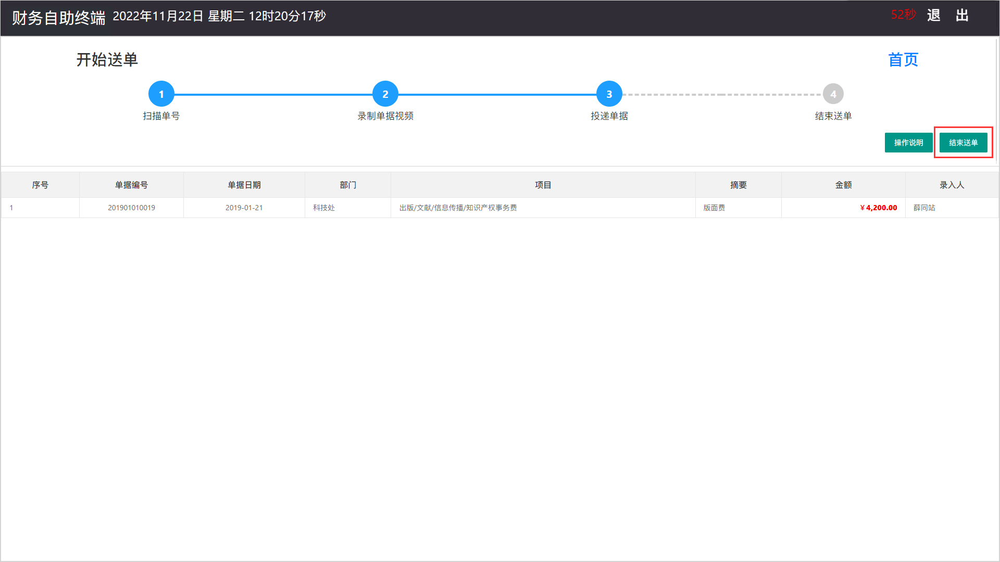 财务自助终端 2022年11月22日 星期二 12时20分17秒 52秒 退 出
开始送单 首页
1 2 3 4
扫描单号 录制单据视频 投递单据 结束送单
操作说明 结束送单
序号 单据编号 单据日期 部门 项目 摘要 金额 录入人
1 201901010019 2019-01-21 科技处 出版/文献/信息传播/知识产权事务费 版面费 ¥4,200.00 薛同站